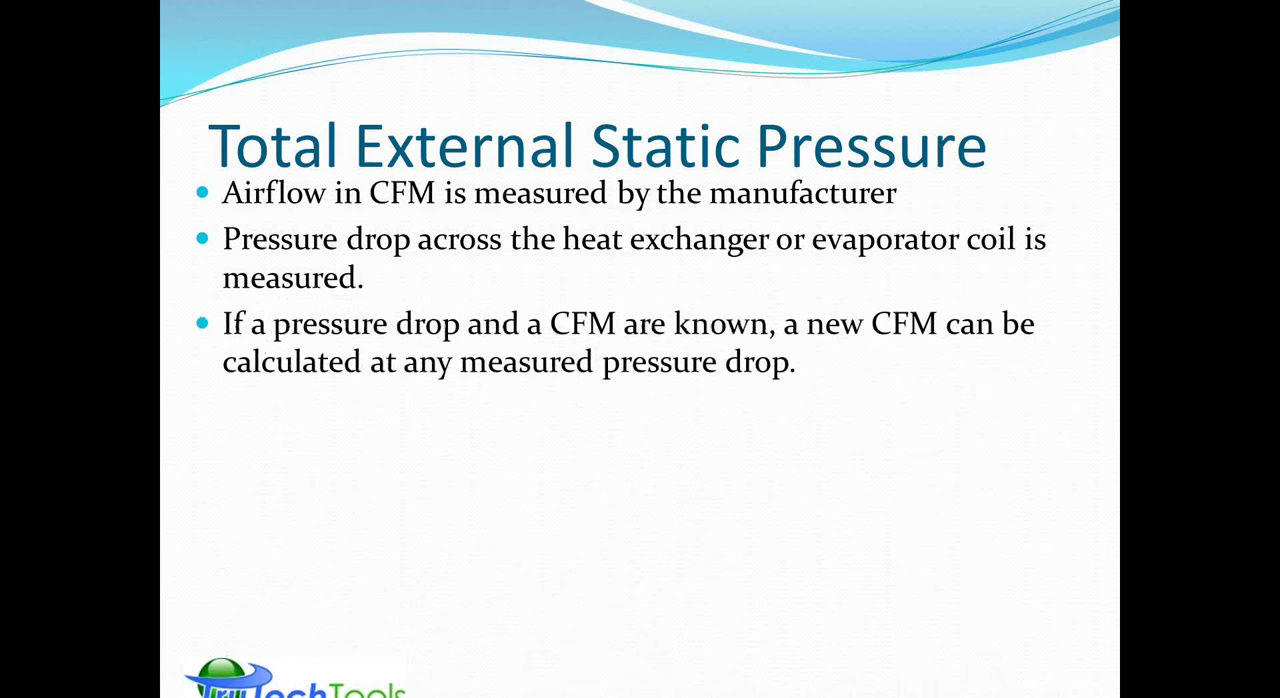 Total External Static Pressure
• Airflow in CFM is measured by the manufacturer
• Pressure drop across the heat exchanger or evaporator coil is
measured.
• If a pressure drop and a CFM are known, a new CFM can be
calculated at any measured pressure drop.
TruTechTools